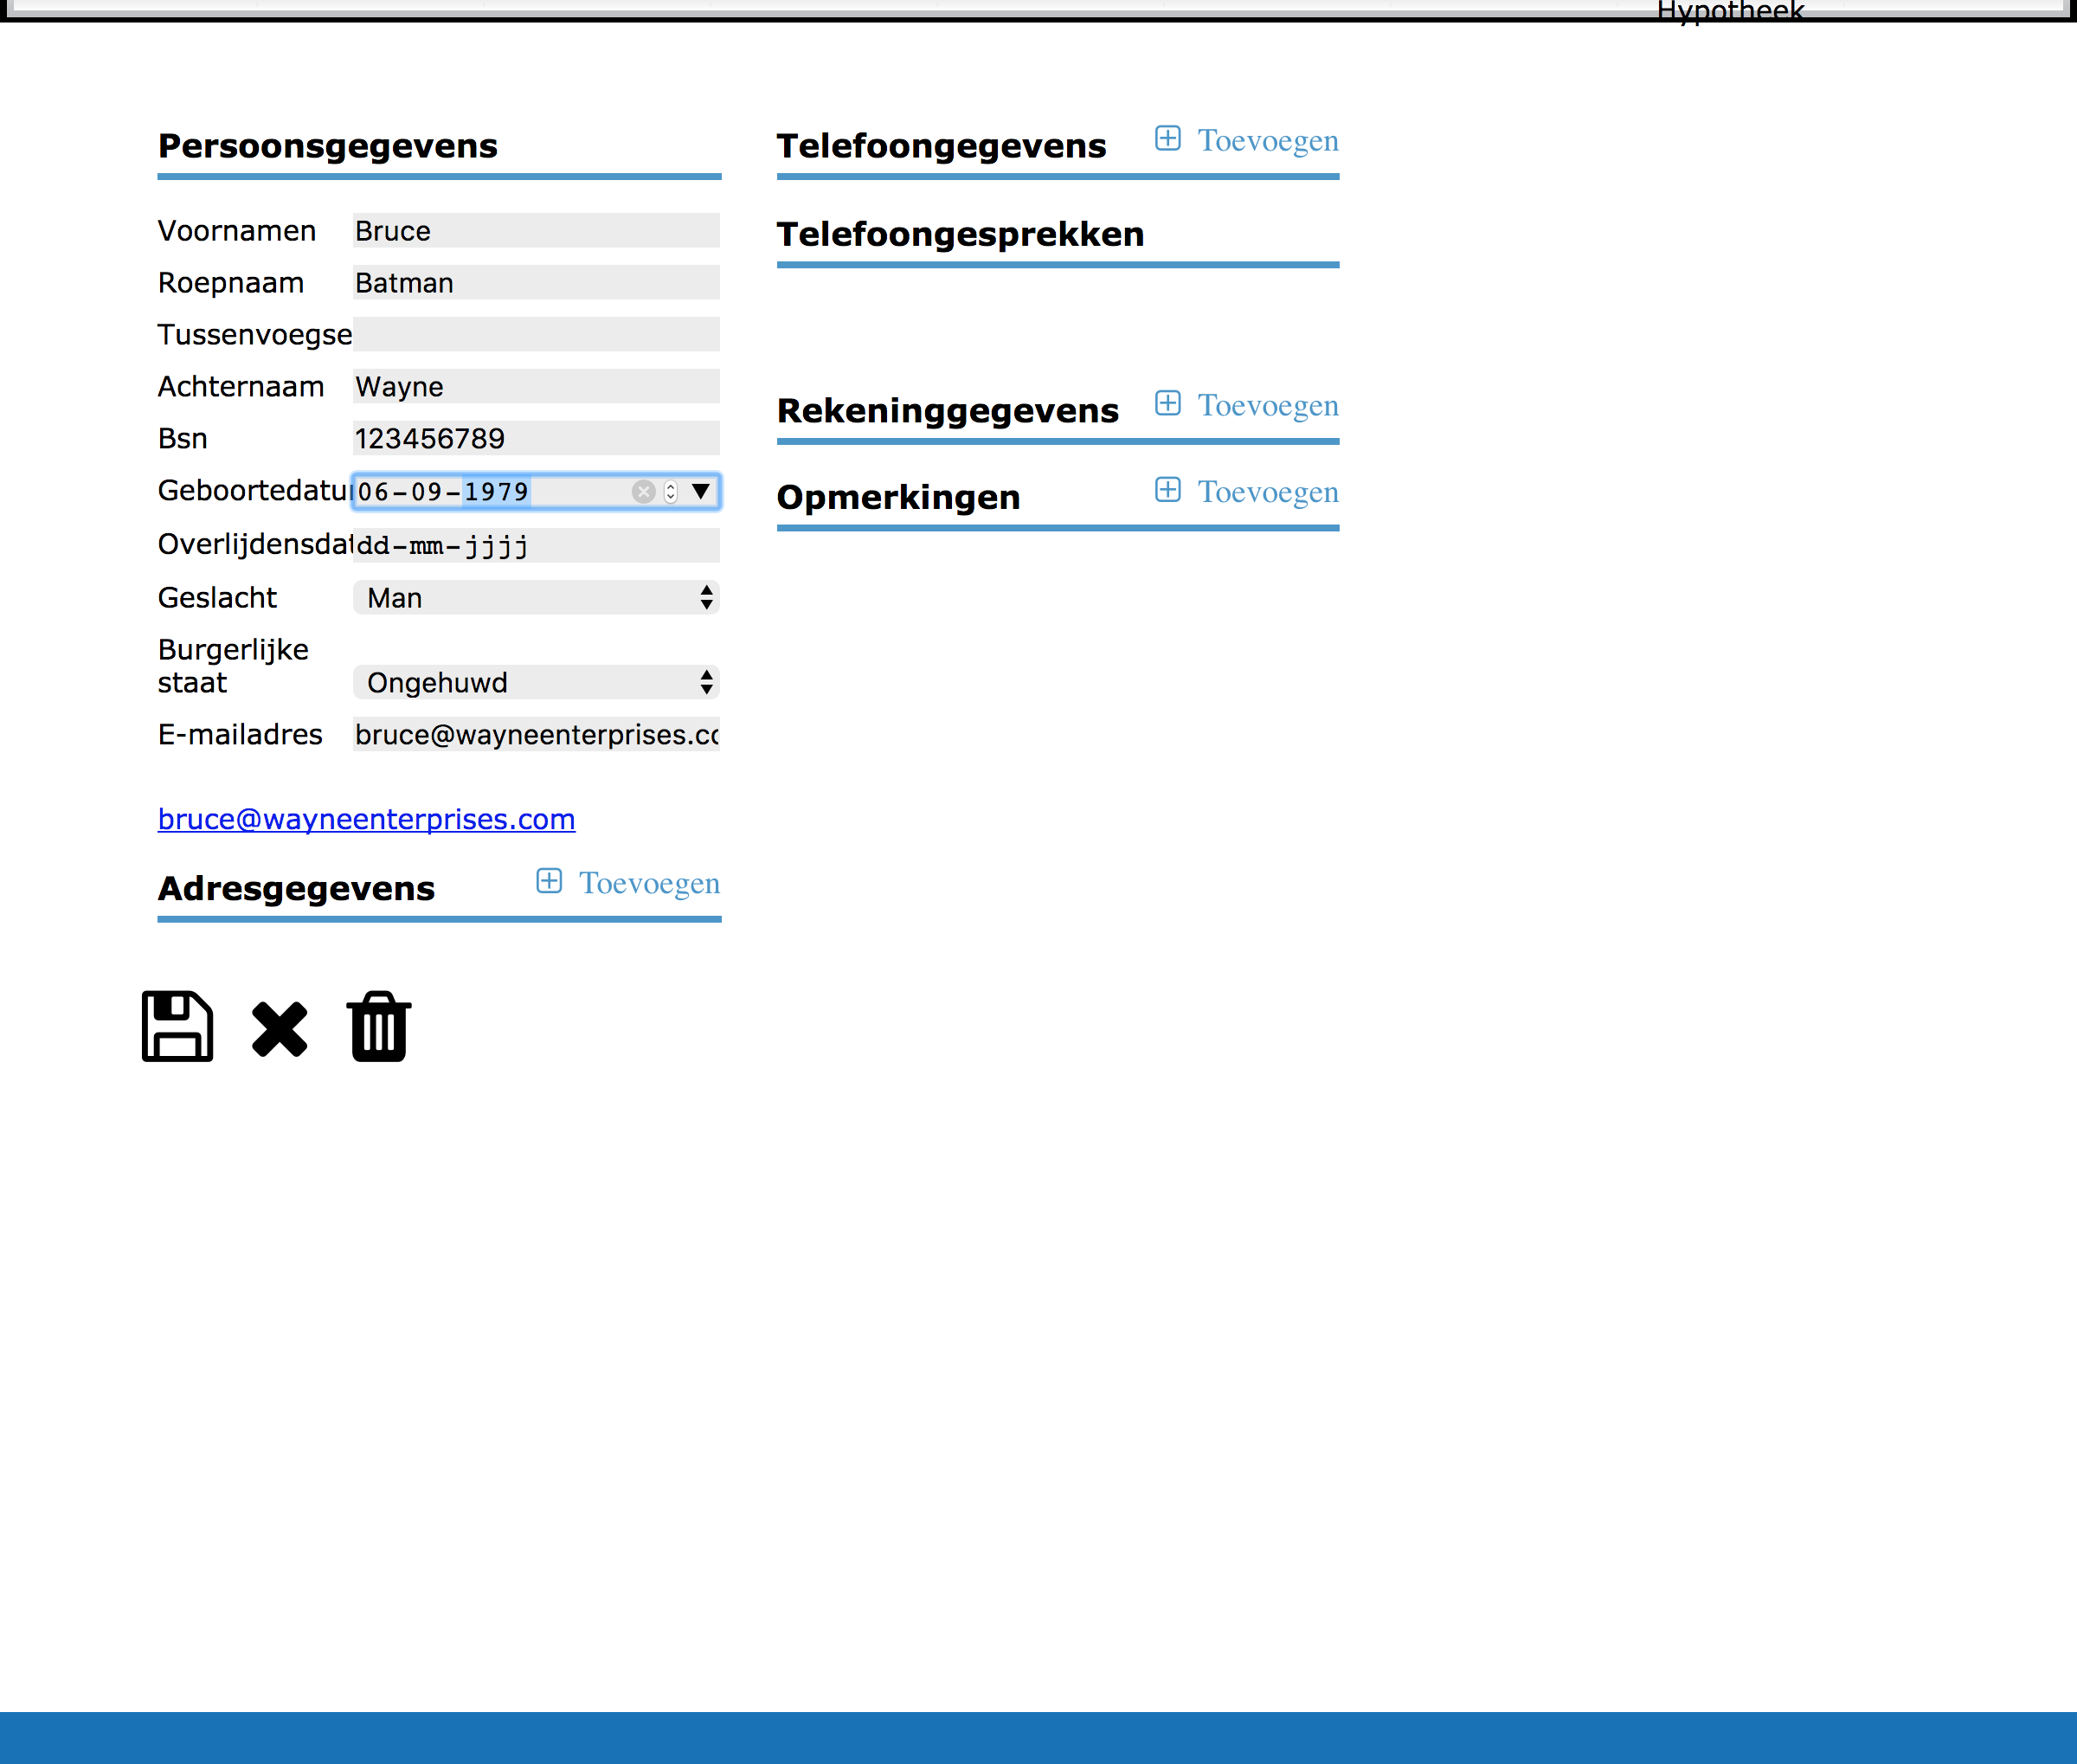 Hypotheek
Persoonsgegevens
Voornamen Bruce
Roepnaam Batman
Tussenvoegse
Achternaam Wayne
Bsn 123456789
Geboortedatu 06-09-1979
Overlijdensdat dd-mm-jjjj
Geslacht Man
Burgerlijke
staat Ongehuwd
E-mailadres bruce@wayneenterprises.co
bruce@wayneenterprises.com
Adresgegevens Toevoegen
Telefoongegevens Toevoegen
Telefoongesprekken
Rekeninggegevens Toevoegen
Opmerkingen Toevoegen